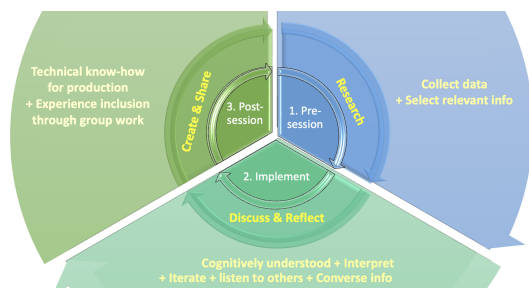 Technical know-how
for production
+ Experience inclusion
through group work
Create & Share
3. Post-
session
1. Pre-
session
Research
Collect data
+ Select relevant info
2. Implement
Discuss & Reflect
Cognitively understood + Interpret
+ Iterate + listen to others + Converse info